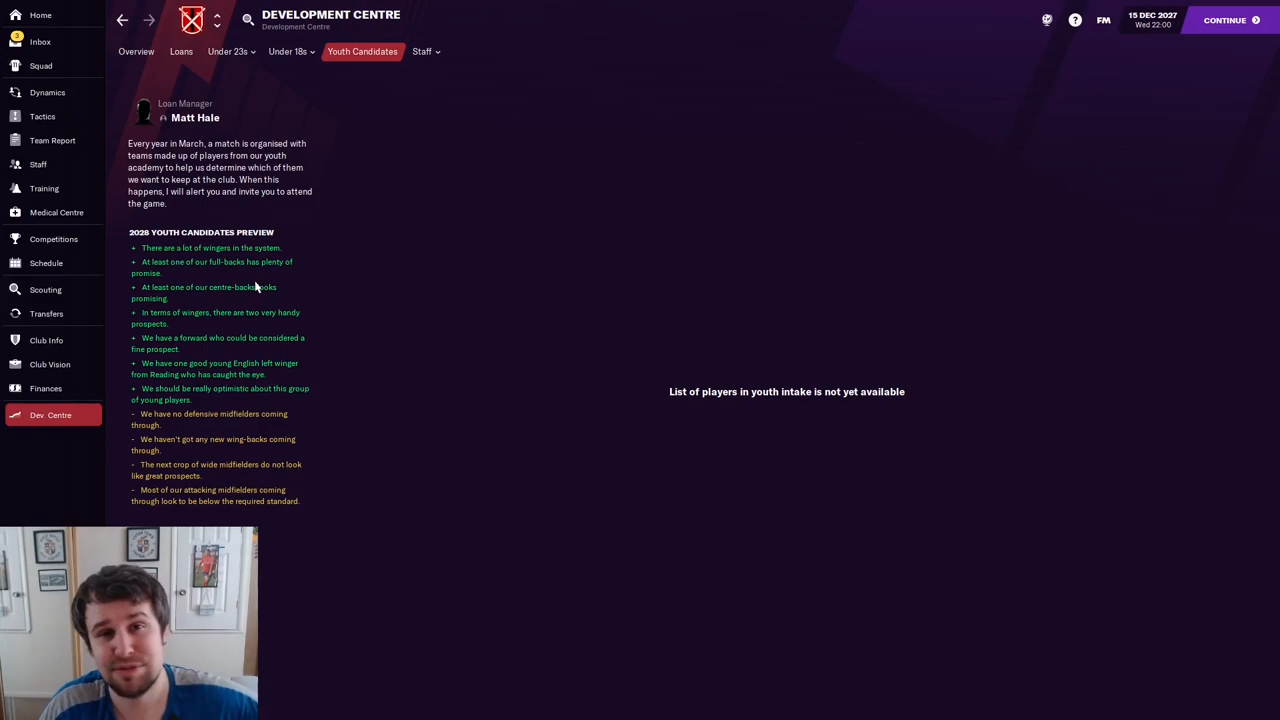 DEVELOPMENT CENTRE
Development Centre
15 DEC 2027
Wed 22:00
CONTINUE
FM
?
3
Home
Inbox
Squad
Dynamics
Tactics
Team Report
Staff
Training
Medical Centre
Competitions
Schedule
Scouting
Transfers
Club Info
Club Vision
Finances
Dev. Centre
Overview
Loans
Under 23s
Under 18s
Youth Candidates
Staff
Loan Manager
Matt Hale
Every year in March, a match is organised with
teams made up of players from our youth
academy to help us determine which of them
we want to keep at the club. When this
happens, I will alert you and invite you to attend
the game.
2028 YOUTH CANDIDATES PREVIEW
+ There are a lot of wingers in the system.
+ At least one of our full-backs has plenty of
promise.
+ At least one of our centre-backs looks
promising.
+ In terms of wingers, there are two very handy
prospects.
+ We have a forward who could be considered a
fine prospect.
+ We have one good young English left winger
from Reading who has caught the eye.
+ We should be really optimistic about this group
of young players.
- We have no defensive midfielders coming
through.
- We haven't got any new wing-backs coming
through.
- The next crop of wide midfielders do not look
like great prospects.
- Most of our attacking midfielders coming
through look to be below the required standard.
List of players in youth intake is not yet available